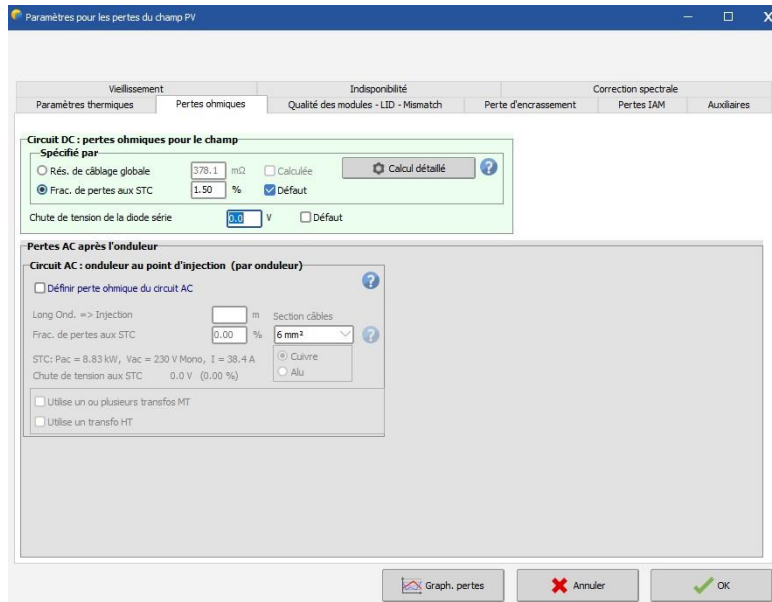 Paramètres pour les pertes du champ PV
Vieillissement Indisponibilité Correction spectrale
Paramètres thermiques Pertes ohmiques Qualité des modules - LID - Mismatch Perte d'encrassement Pertes IAM Auxiliaires
Circuit DC : pertes ohmiques pour le champ
Spécifié par
Rés. de câblage globale 378.1 mΩ Calculée Calcul détaillé
Frac. de pertes aux STC 1.50 % Défaut
Chute de tension de la diode série 0.0 V Défaut
Pertes AC après l'onduleur
Circuit AC : onduleur au point d'injection (par onduleur)
Définir perte ohmique du circuit AC
Long Ond. => Injection m Section câbles
Frac. de pertes aux STC 0.00 % 6 mm²
STC: Pac = 8.83 kW, Vac = 230 V Mono, I = 38.4 A Cuivre
Chute de tension aux STC 0.0 V (0.00 %) Alu
Utilise un ou plusieurs transfos MT
Utilise un transfo HT
Graph. pertes Annuler OK